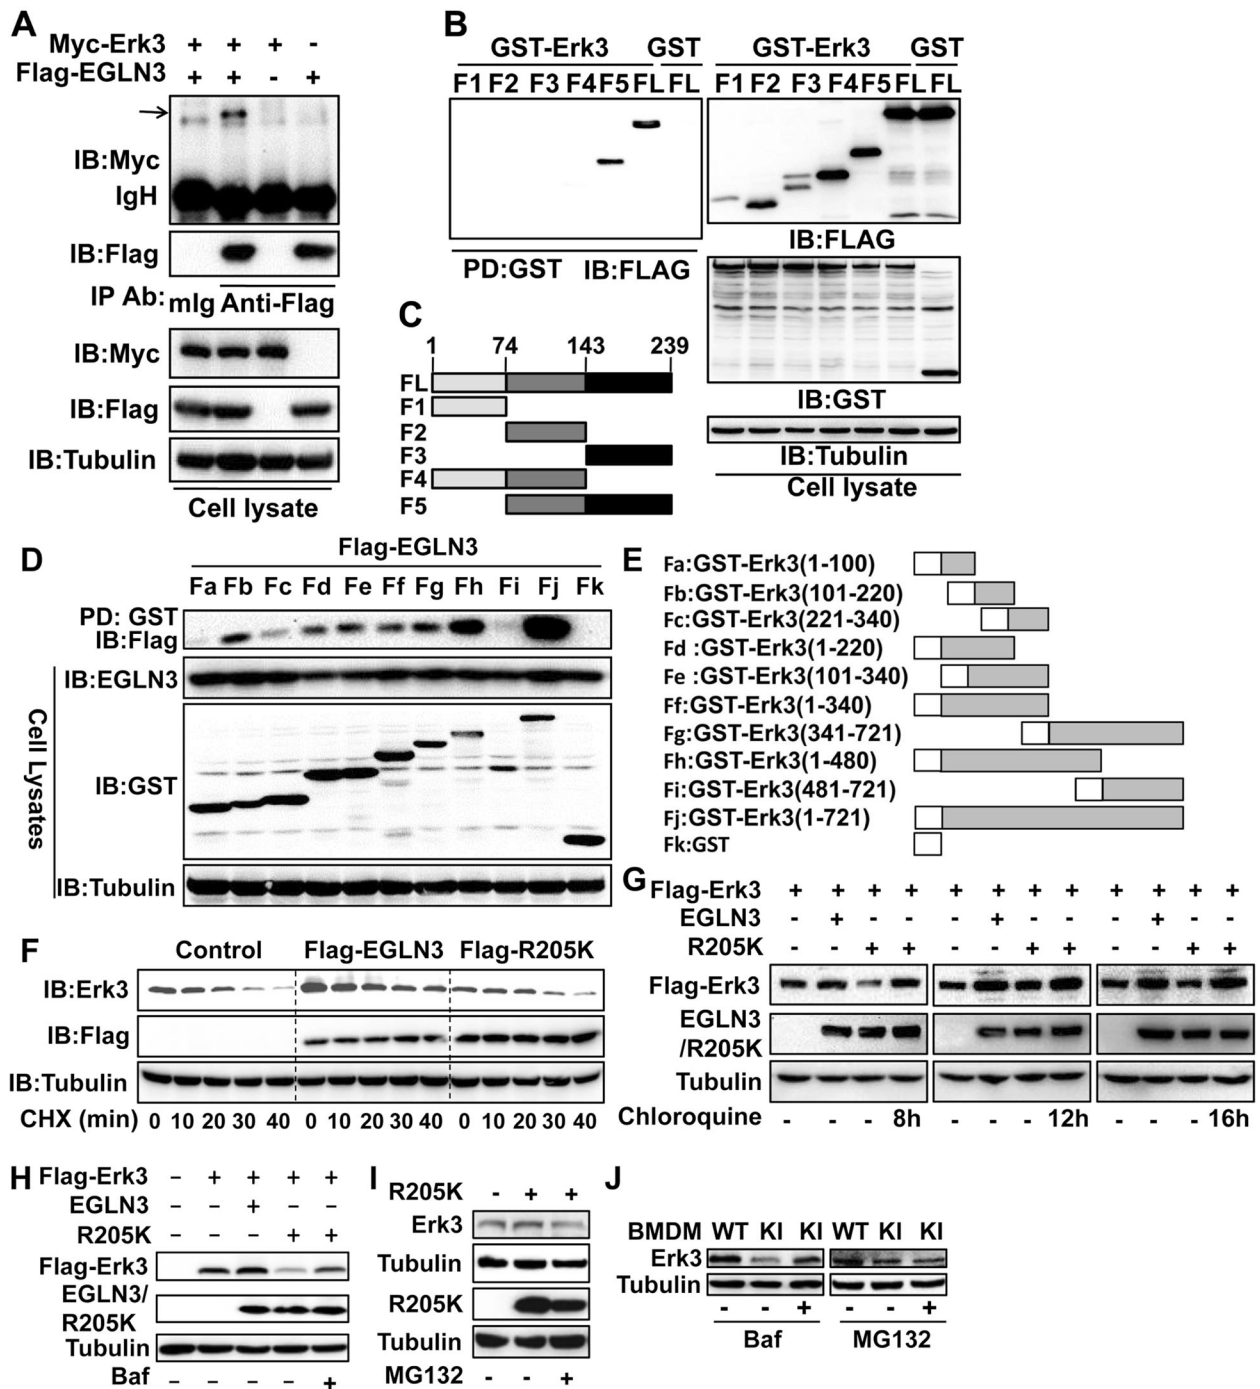 A
Myc-Erk3 + + + -
Flag-EGLN3 + + - +
IB:Myc
IgH
IB:Flag
IP Ab: mIg Anti-Flag
IB:Myc
IB:Flag
IB:Tubulin
Cell lysate
B
GST-Erk3 GST GST-Erk3 GST
F1 F2 F3 F4 F5 FL FL F1 F2 F3 F4 F5 FL FL
PD:GST IB:FLAG
IB:FLAG
IB:GST
IB:Tubulin
Cell lysate
C
1 74 143 239
FL
F1
F2
F3
F4
F5
D
Flag-EGLN3
Fa Fb Fc Fd Fe Ff Fg Fh Fi Fj Fk
PD: GST
IB:Flag
IB:EGLN3
IB:GST
IB:Tubulin
Cell Lysates
E
Fa:GST-Erk3(1-100)
Fb:GST-Erk3(101-220)
Fc:GST-Erk3(221-340)
Fd :GST-Erk3(1-220)
Fe :GST-Erk3(101-340)
Ff:GST-Erk3(1-340)
Fg:GST-Erk3(341-721)
Fh:GST-Erk3(1-480)
Fi:GST-Erk3(481-721)
Fj:GST-Erk3(1-721)
Fk:GST
F
Control Flag-EGLN3 Flag-R205K
IB:Erk3
IB:Flag
IB:Tubulin
CHX (min) 0 10 20 30 40 0 10 20 30 40 0 10 20 30 40
G
Flag-Erk3 + + + + + + + + + + + +
EGLN3 - + - - - + - - - + - -
R205K - - + + - - + + - - + +
Flag-Erk3
EGLN3
/R205K
Tubulin
Chloroquine - - - 8h - - - 12h - - - 16h
H
Flag-Erk3 – + + + +
EGLN3 – – + – –
R205K – – – + +
Flag-Erk3
EGLN3/
R205K
Tubulin
Baf – – – – +
I
R205K - + +
Erk3
Tubulin
R205K
Tubulin
MG132 - - +
J
BMDM WT KI KI WT KI KI
Erk3
Tubulin
- - + - - +
Baf MG132